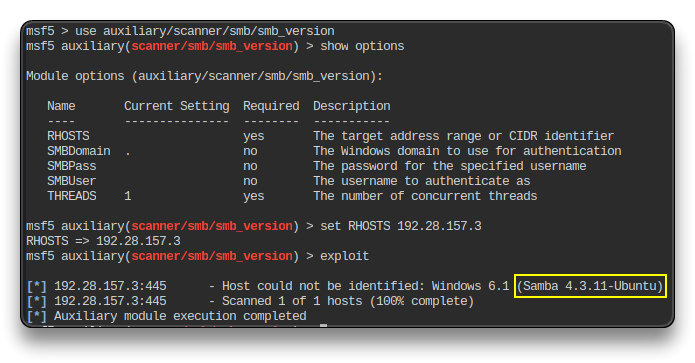 msf5 > use auxiliary/scanner/smb/smb_version
msf5 auxiliary(scanner/smb/smb_version) > show options
Module options (auxiliary/scanner/smb/smb_version):
Name Current Setting Required Description
---- --------------- -------- -----------
RHOSTS yes The target address range or CIDR identifier
SMBDomain . no The Windows domain to use for authentication
SMBPass no The password for the specified username
SMBUser no The username to authenticate as
THREADS 1 yes The number of concurrent threads
msf5 auxiliary(scanner/smb/smb_version) > set RHOSTS 192.28.157.3
RHOSTS => 192.28.157.3
msf5 auxiliary(scanner/smb/smb_version) > exploit
[*] 192.28.157.3:445 - Host could not be identified: Windows 6.1 (Samba 4.3.11-Ubuntu)
[*] 192.28.157.3:445 - Scanned 1 of 1 hosts (100% complete)
[*] Auxiliary module execution completed